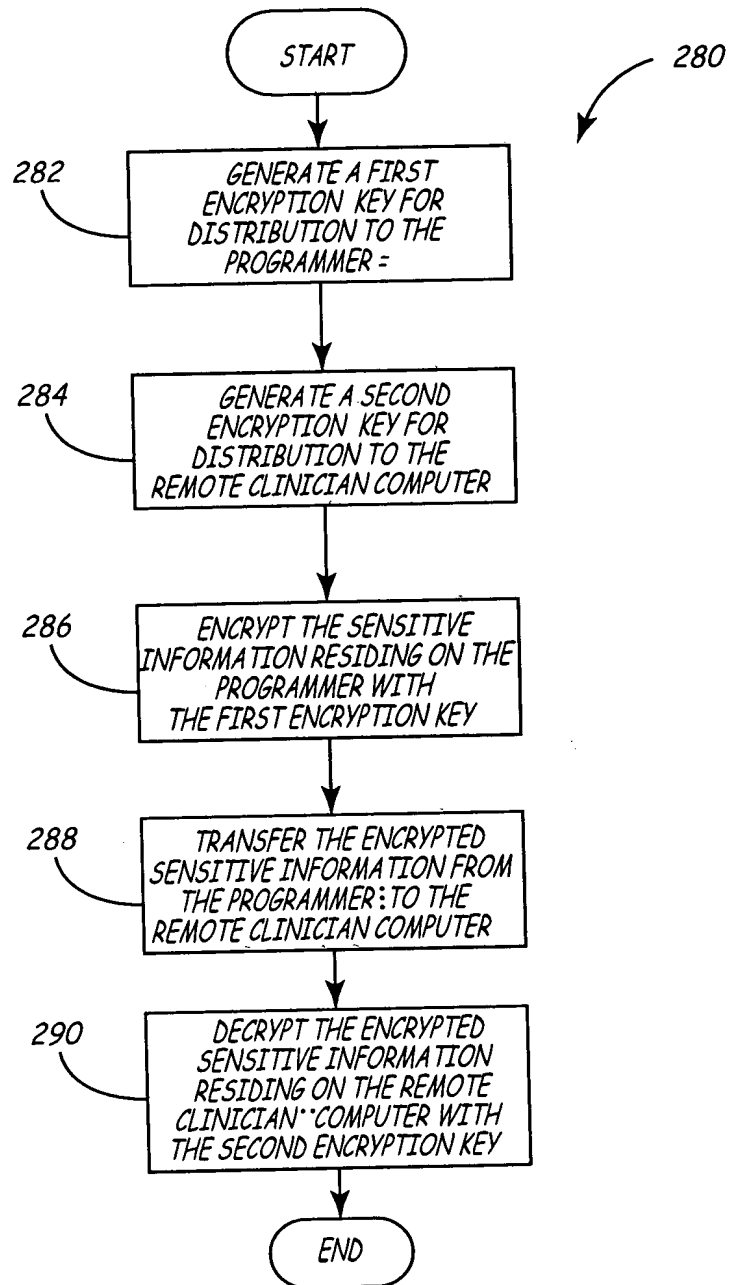 START
280
282
GENERATE A FIRST
ENCRYPTION KEY FOR
DISTRIBUTION TO THE
PROGRAMMER =
284
GENERATE A SECOND
ENCRYPTION KEY FOR
DISTRIBUTION TO THE
REMOTE CLINICIAN COMPUTER
286
ENCRYPT THE SENSITIVE
INFORMATION RESIDING ON THE
PROGRAMMER WITH
THE FIRST ENCRYPTION KEY
288
TRANSFER THE ENCRYPTED
SENSITIVE INFORMATION FROM
THE PROGRAMMER : TO THE
REMOTE CLINICIAN COMPUTER
290
DECRYPT THE ENCRYPTED
SENSITIVE INFORMATION
RESIDING ON THE REMOTE
CLINICIAN ·· COMPUTER WITH
THE SECOND ENCRYPTION KEY
END